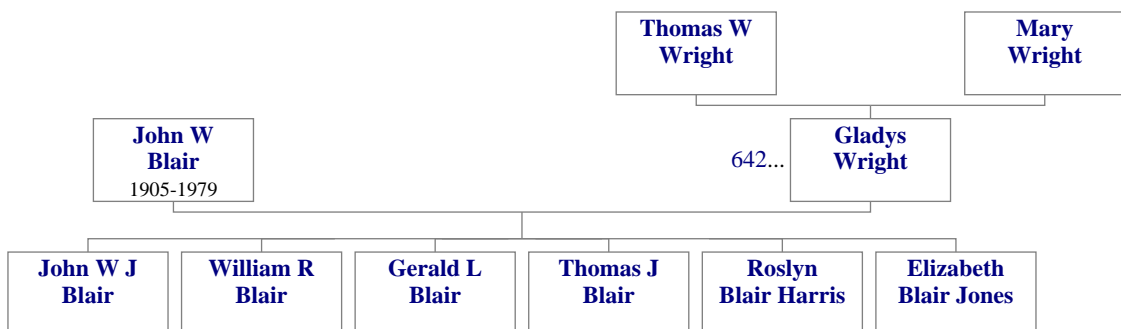 Thomas W
Wright
Mary
Wright
John W
Blair
1905-1979
642...
Gladys
Wright
John W J
Blair
William R
Blair
Gerald L
Blair
Thomas J
Blair
Roslyn
Blair Harris
Elizabeth
Blair Jones